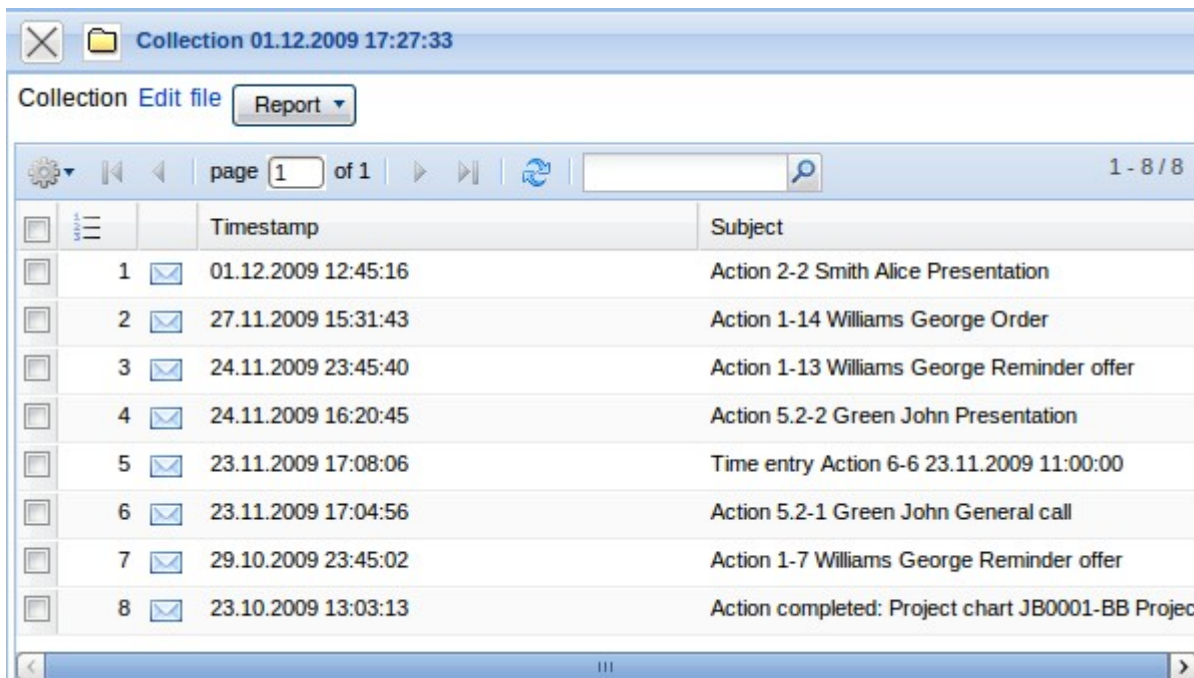 Collection 01.12.2009 17:27:33
Collection Edit file Report
page 1 of 1 1 - 8 / 8
Timestamp Subject
1 01.12.2009 12:45:16 Action 2-2 Smith Alice Presentation
2 27.11.2009 15:31:43 Action 1-14 Williams George Order
3 24.11.2009 23:45:40 Action 1-13 Williams George Reminder offer
4 24.11.2009 16:20:45 Action 5.2-2 Green John Presentation
5 23.11.2009 17:08:06 Time entry Action 6-6 23.11.2009 11:00:00
6 23.11.2009 17:04:56 Action 5.2-1 Green John General call
7 29.10.2009 23:45:02 Action 1-7 Williams George Reminder offer
8 23.10.2009 13:03:13 Action completed: Project chart JB0001-BB Projec